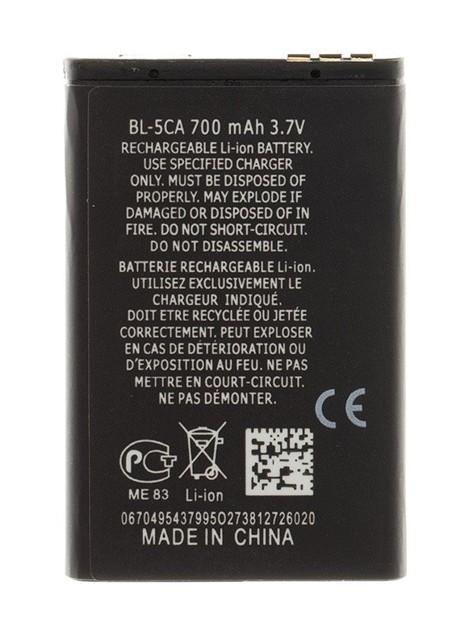 BL-5CA 700 mAh 3.7V
RECHARGEABLE Li-ion BATTERY.
USE SPECIFIED CHARGER
ONLY. MUST BE DISPOSED OF
PROPERLY. MAY EXPLODE IF
DAMAGED OR DISPOSED OF IN
FIRE. DO NOT SHORT-CIRCUIT.
DO NOT DISASSEMBLE.
BATTERIE RECHARGEABLE Li-ion.
UTILISEZ EXCLUSIVEMENT LE
CHARGEUR INDIQUÉ.
DOIT ÊTRE RECYCLÉE OU JETÉE
CORRECTEMENT. PEUT EXPLOSER
EN CAS DE DÉTÉRIORATION OU
D'EXPOSITION AU FEU. NE PAS
METTRE EN COURT-CIRCUIT.
NE PAS DÉMONTER.
CE
PCT
ME 83 Li-ion
0670495437995O273812726020
MADE IN CHINA